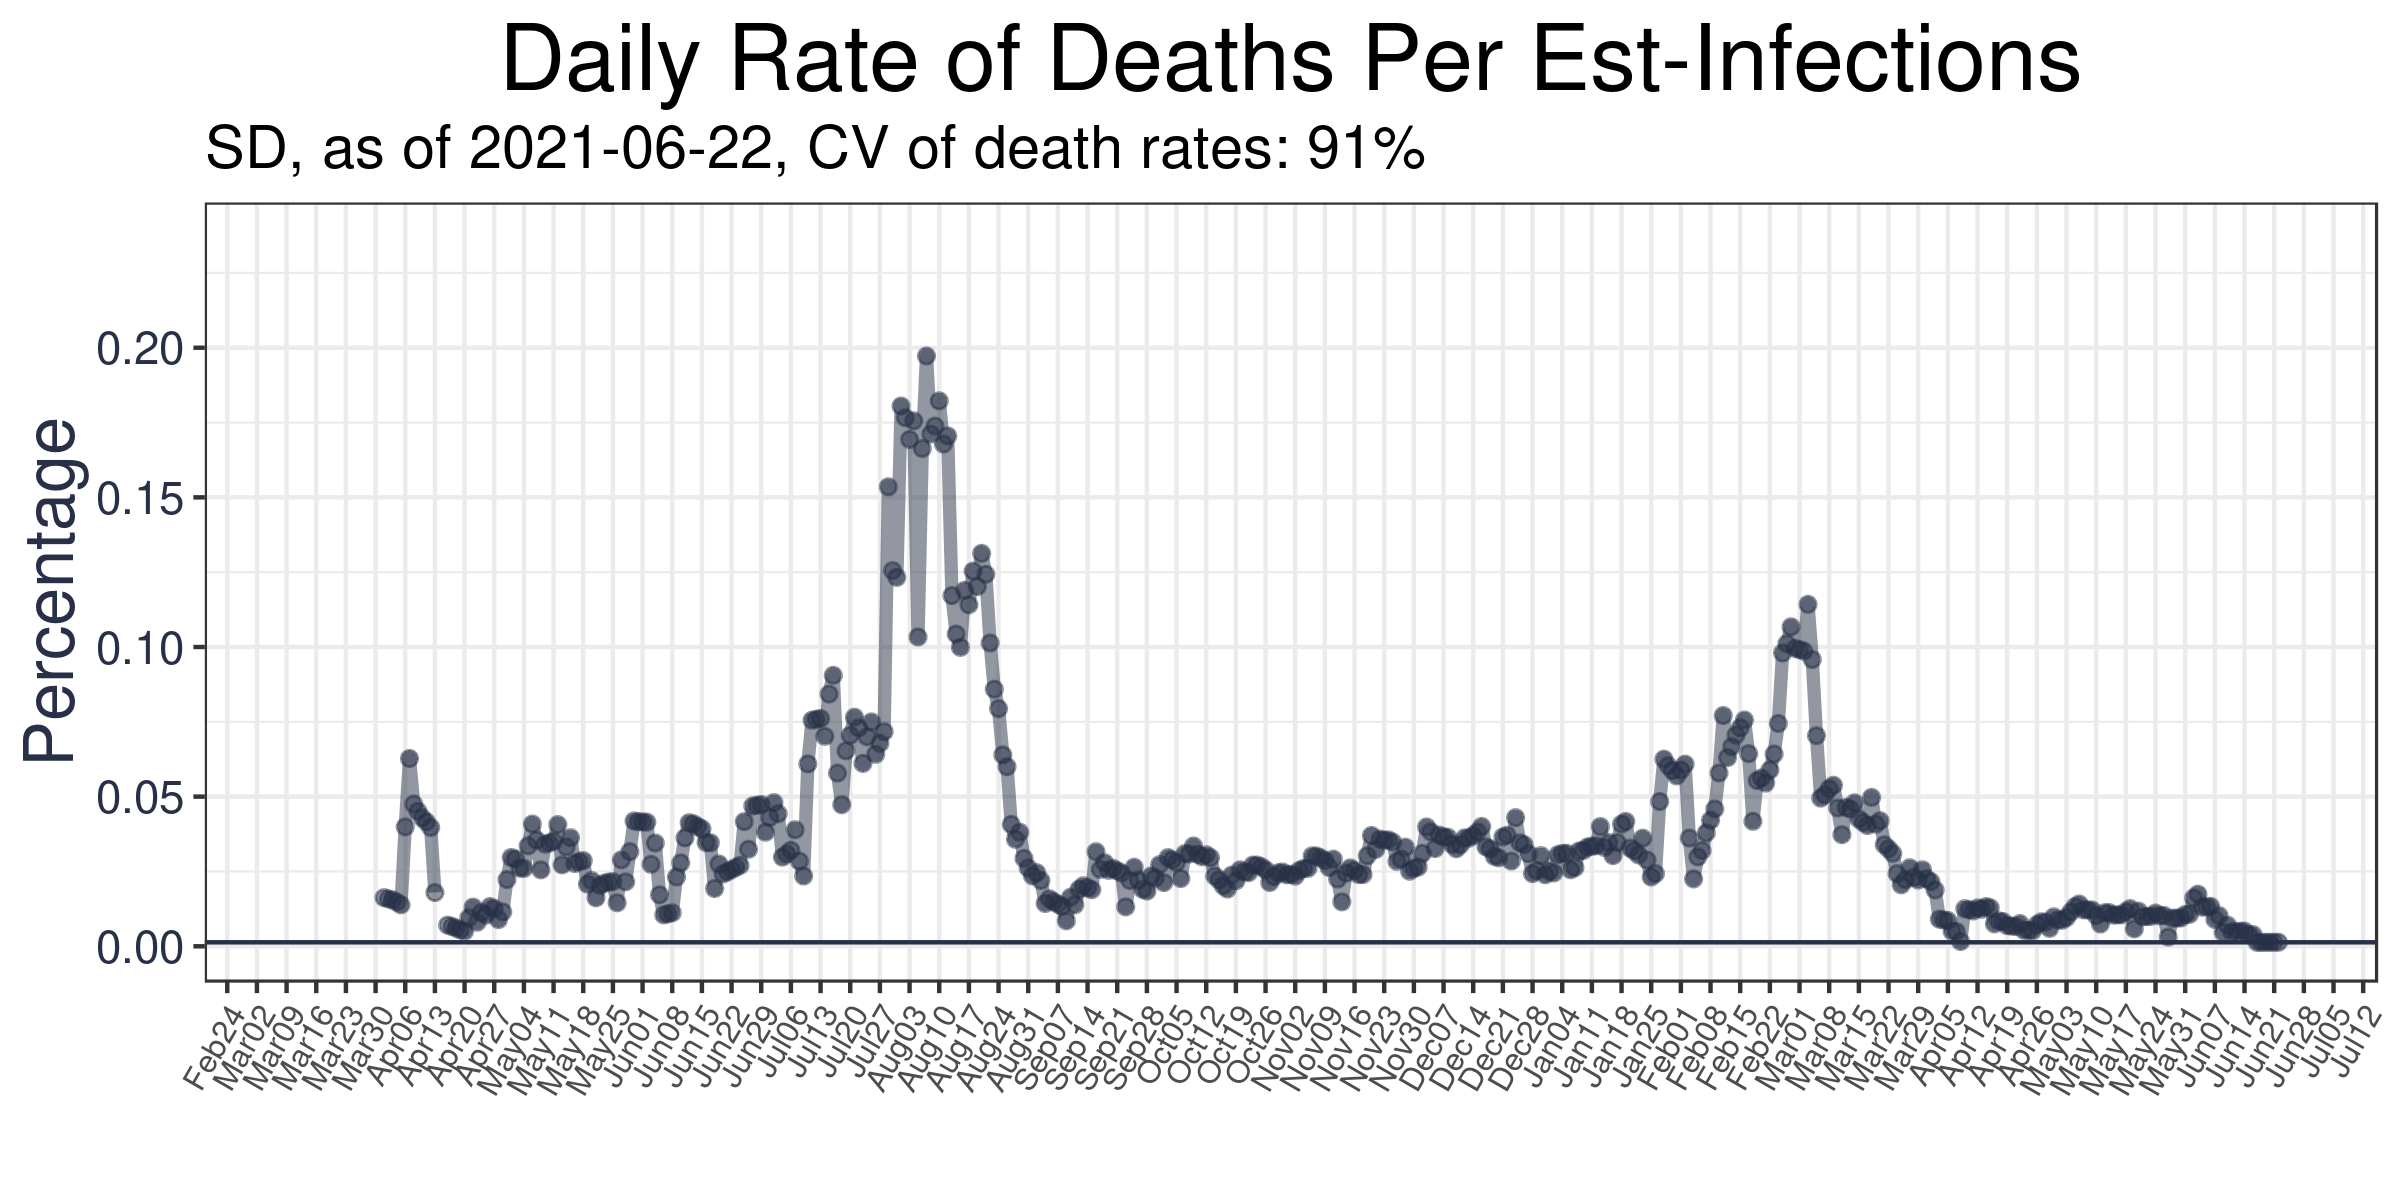 Daily Rate of Deaths Per Est-Infections
SD, as of 2021-06-22, CV of death rates: 91%
Percentage
0.20
0.15
0.10
0.05
0.00
Feb24
Mar02
Mar09
Mar16
Mar23
Mar30
Apr06
Apr13
Apr20
Apr27
May04
May11
May18
May25
Jun01
Jun08
Jun15
Jun22
Jun29
Jul06
Jul13
Jul20
Jul27
Aug03
Aug10
Aug17
Aug24
Aug31
Sep07
Sep14
Sep21
Sep28
Oct05
Oct12
Oct19
Oct26
Nov02
Nov09
Nov16
Nov23
Nov30
Dec07
Dec14
Dec21
Dec28
Jan04
Jan11
Jan18
Jan25
Feb01
Feb08
Feb15
Feb22
Mar01
Mar08
Mar15
Mar22
Mar29
Apr05
Apr12
Apr19
Apr26
May03
May10
May17
May24
May31
Jun07
Jun14
Jun21
Jun28
Jul05
Jul12